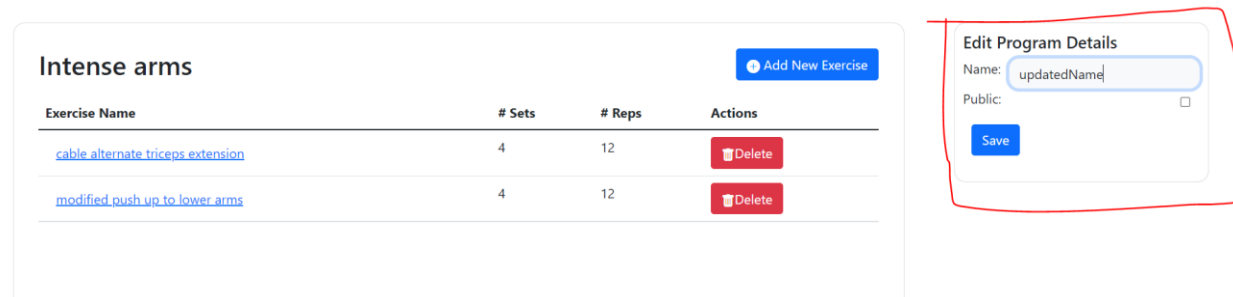 Intense arms
Add New Exercise
Exercise Name # Sets # Reps Actions
cable alternate triceps extension 4 12 Delete
modified push up to lower arms 4 12 Delete
Edit Program Details
Name: updatedName
Public:
Save